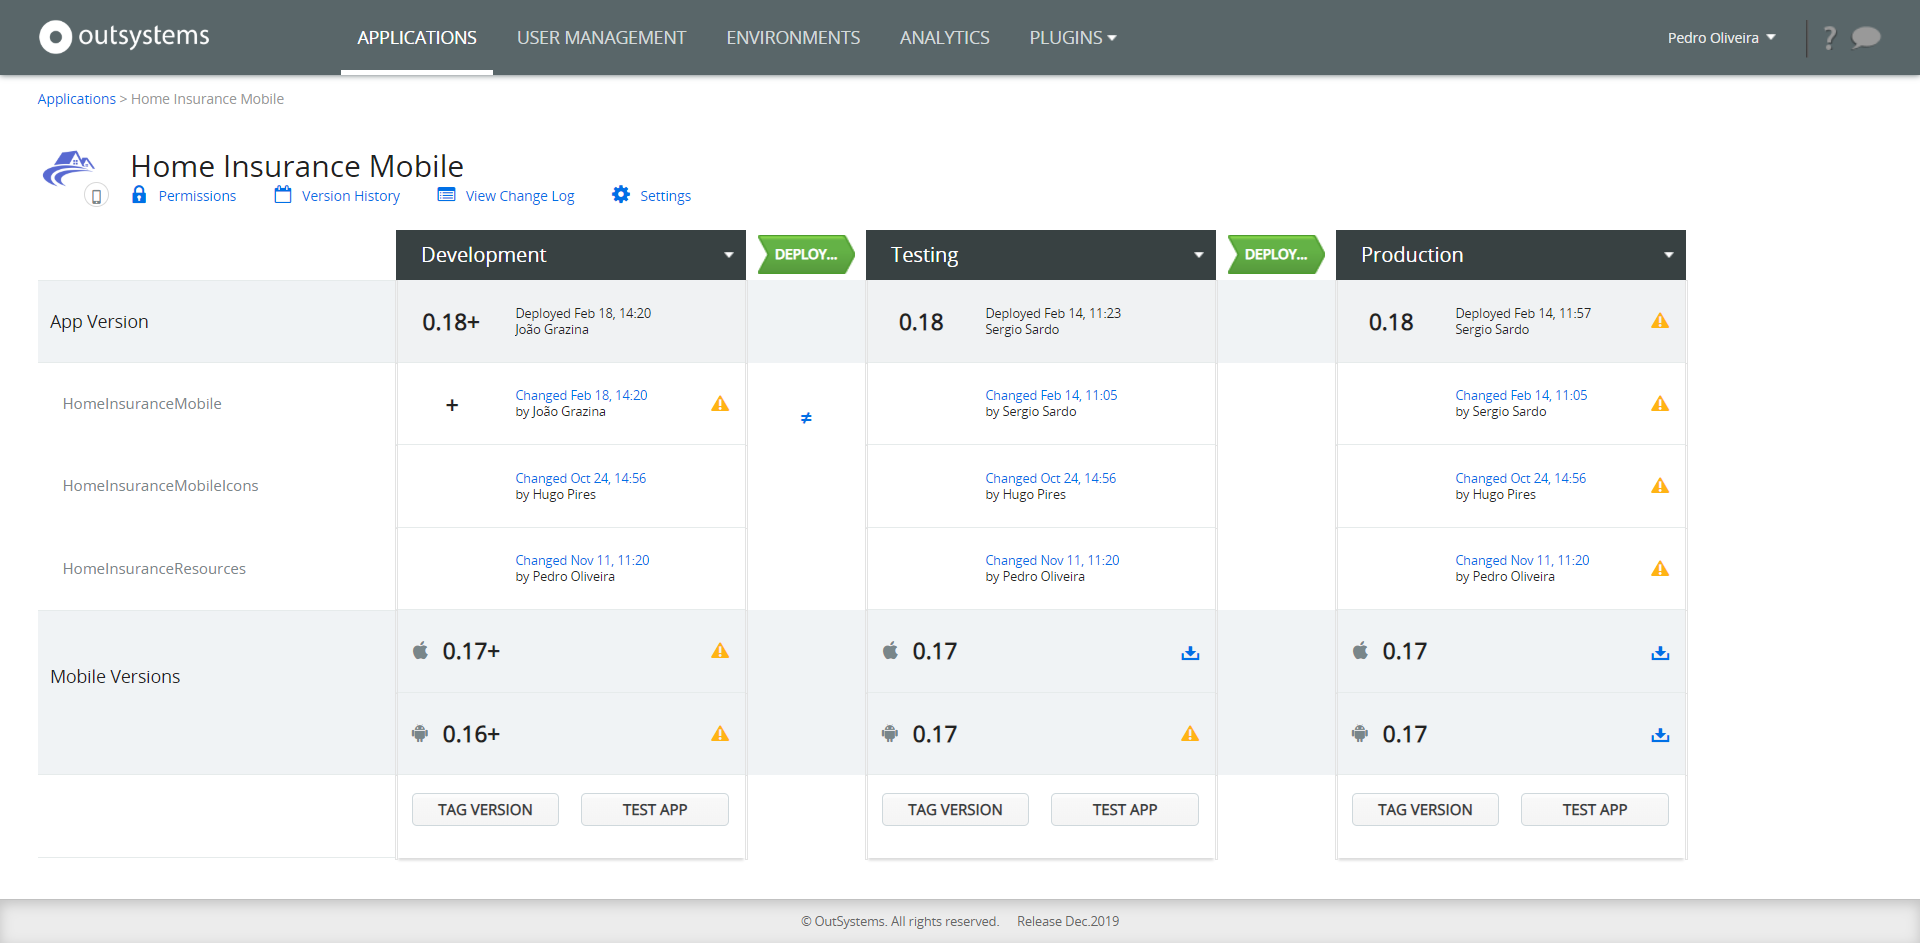 outsystems
APPLICATIONS
USER MANAGEMENT
ENVIRONMENTS
ANALYTICS
PLUGINS
Pedro Oliveira
?
Applications > Home Insurance Mobile
Home Insurance Mobile
Permissions
Version History
View Change Log
Settings
Development
DEPLOY...
Testing
DEPLOY...
Production
App Version
0.18+
Deployed Feb 18, 14:20
João Grazina
0.18
Deployed Feb 14, 11:23
Sergio Sardo
0.18
Deployed Feb 14, 11:57
Sergio Sardo
HomeInsuranceMobile
+
Changed Feb 18, 14:20
by João Grazina
≠
Changed Feb 14, 11:05
by Sergio Sardo
Changed Feb 14, 11:05
by Sergio Sardo
HomeInsuranceMobileIcons
Changed Oct 24, 14:56
by Hugo Pires
Changed Oct 24, 14:56
by Hugo Pires
Changed Oct 24, 14:56
by Hugo Pires
HomeInsuranceResources
Changed Nov 11, 11:20
by Pedro Oliveira
Changed Nov 11, 11:20
by Pedro Oliveira
Changed Nov 11, 11:20
by Pedro Oliveira
Mobile Versions
0.17+
0.17
0.17
0.16+
0.17
0.17
TAG VERSION
TEST APP
TAG VERSION
TEST APP
TAG VERSION
TEST APP
© OutSystems. All rights reserved. Release Dec.2019